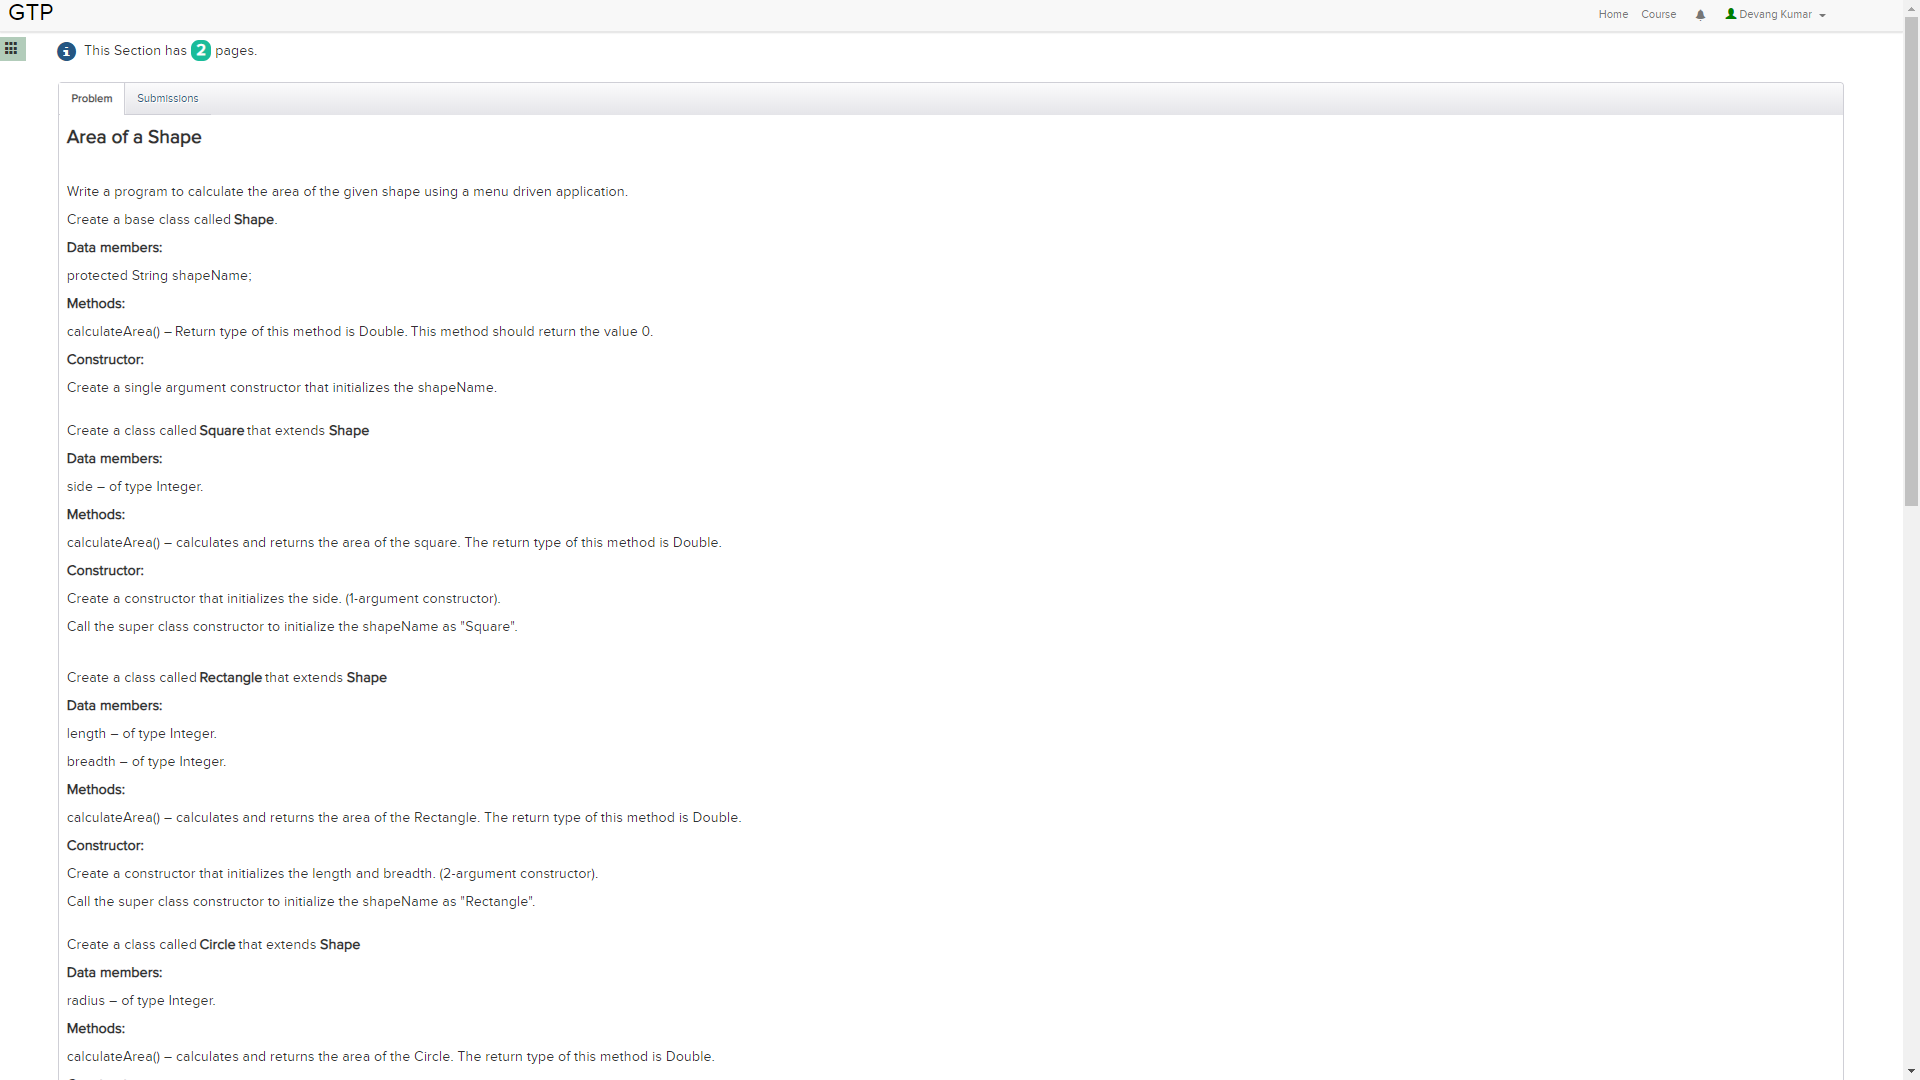 GTP
Home Course Devang Kumar
This Section has 2 pages.
Problem Submissions
Area of a Shape
Write a program to calculate the area of the given shape using a menu driven application.
Create a base class called Shape.
Data members:
protected String shapeName;
Methods:
calculateArea() – Return type of this method is Double. This method should return the value 0.
Constructor:
Create a single argument constructor that initializes the shapeName.
Create a class called Square that extends Shape
Data members:
side – of type Integer.
Methods:
calculateArea() – calculates and returns the area of the square. The return type of this method is Double.
Constructor:
Create a constructor that initializes the side. (1-argument constructor).
Call the super class constructor to initialize the shapeName as "Square".
Create a class called Rectangle that extends Shape
Data members:
length – of type Integer.
breadth – of type Integer.
Methods:
calculateArea() – calculates and returns the area of the Rectangle. The return type of this method is Double.
Constructor:
Create a constructor that initializes the length and breadth. (2-argument constructor).
Call the super class constructor to initialize the shapeName as "Rectangle".
Create a class called Circle that extends Shape
Data members:
radius – of type Integer.
Methods:
calculateArea() – calculates and returns the area of the Circle. The return type of this method is Double.